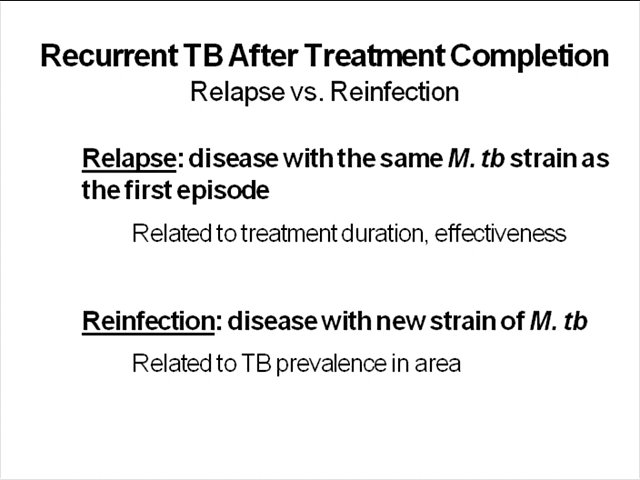 Recurrent TB After Treatment Completion
Relapse vs. Reinfection
Relapse: disease with the same M. tb strain as
the first episode
Related to treatment duration, effectiveness
Reinfection: disease with new strain of M. tb
Related to TB prevalence in area